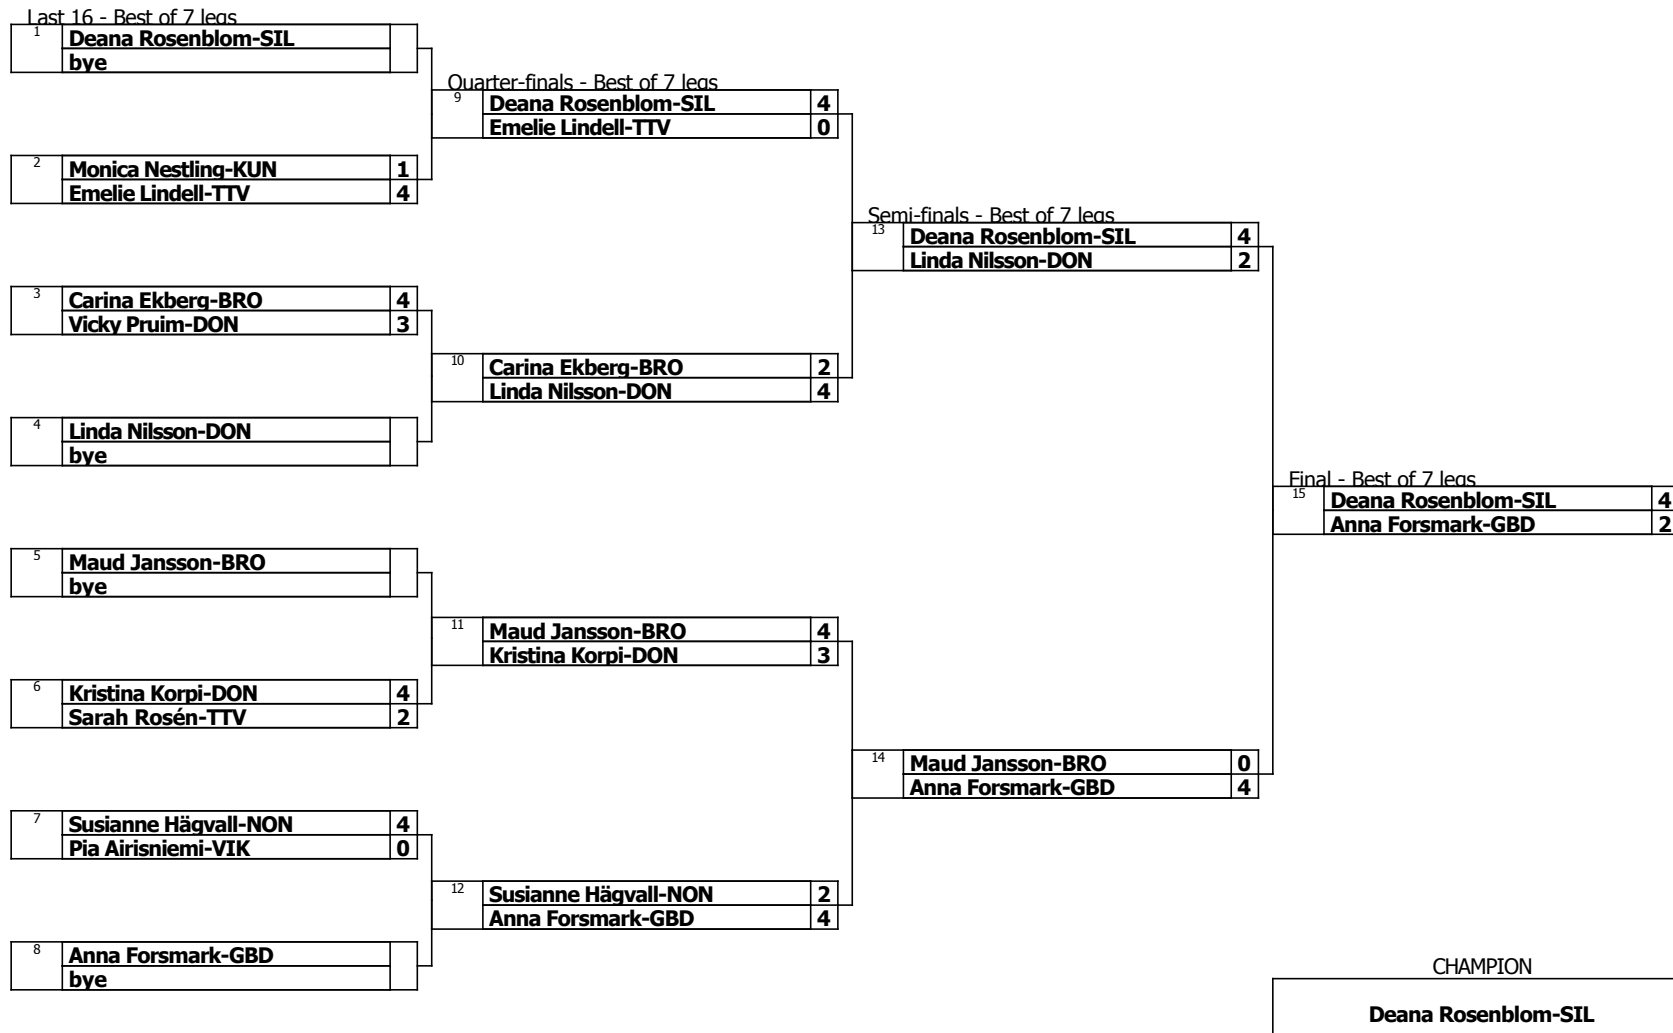 Last 16 - Best of 7 legs
1 Deana Rosenblom-SIL
bye
2 Monica Nestling-KUN 1
Emelie Lindell-TTV 4
3 Carina Ekberg-BRO 4
Vicky Pruim-DON 3
4 Linda Nilsson-DON
bye
5 Maud Jansson-BRO
bye
6 Kristina Korpi-DON 4
Sarah Rosén-TTV 2
7 Susianne Hägvall-NON 4
Pia Airisniemi-VIK 0
8 Anna Forsmark-GBD
bye
Quarter-finals - Best of 7 legs
9 Deana Rosenblom-SIL 4
Emelie Lindell-TTV 0
10 Carina Ekberg-BRO 2
Linda Nilsson-DON 4
11 Maud Jansson-BRO 4
Kristina Korpi-DON 3
12 Susianne Hägvall-NON 2
Anna Forsmark-GBD 4
Semi-finals - Best of 7 legs
13 Deana Rosenblom-SIL 4
Linda Nilsson-DON 2
14 Maud Jansson-BRO 0
Anna Forsmark-GBD 4
Final - Best of 7 legs
15 Deana Rosenblom-SIL 4
Anna Forsmark-GBD 2
CHAMPION
Deana Rosenblom-SIL